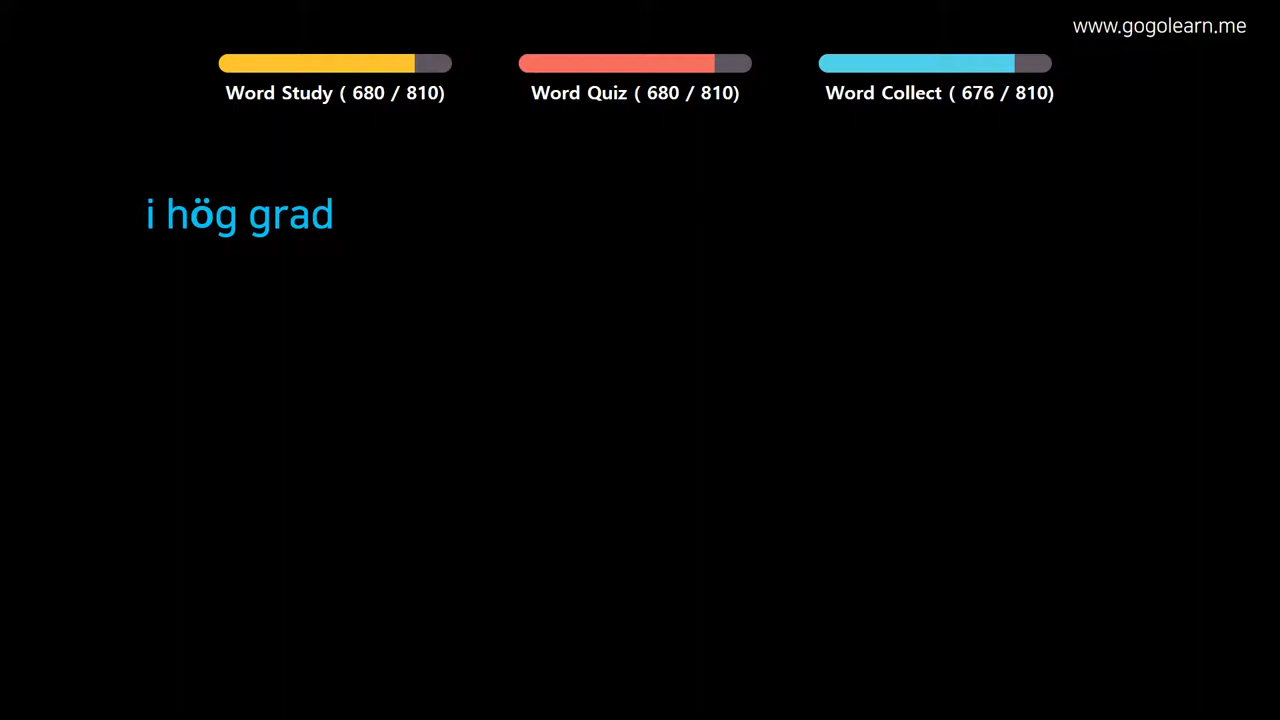 www.gogolearn.me
Word Study ( 680 / 810)
Word Quiz ( 680 / 810)
Word Collect ( 676 / 810)
i hög grad